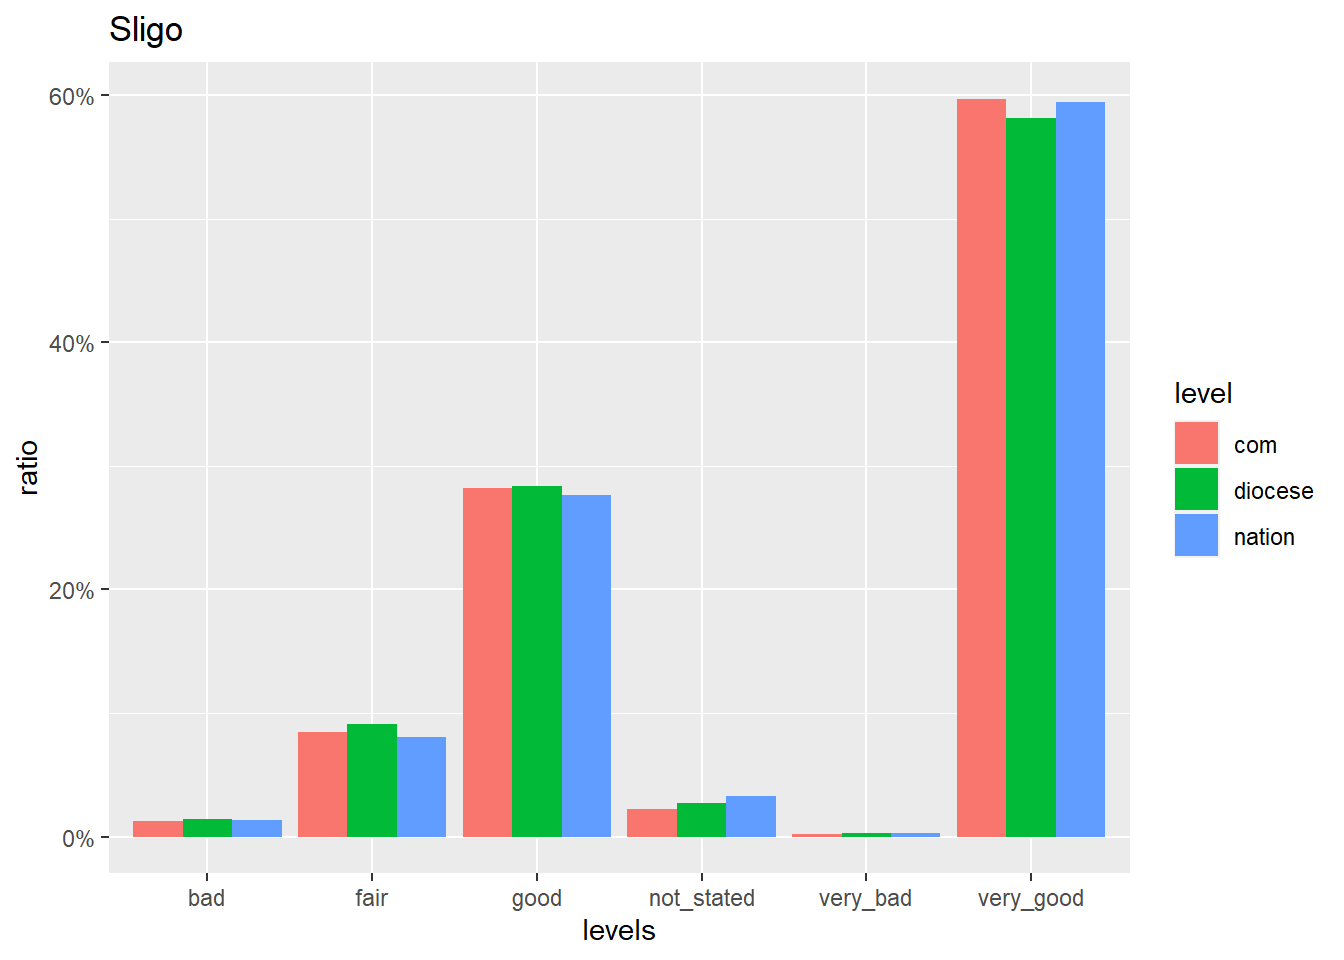 Sligo
60%
40%
20%
0%
ratio
bad fair good not_stated very_bad very_good
levels
level
com
diocese
nation